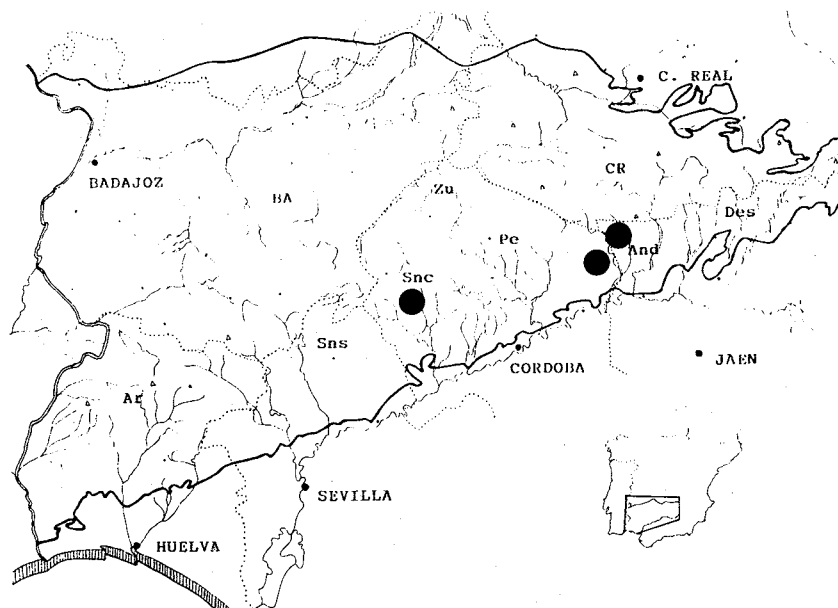 C. REAL
BADAJOZ
CR
BA
Zu
Des
Pe
And
Snc
Sns
CORDOBA
JAEN
Ar
SEVILLA
HUELVA